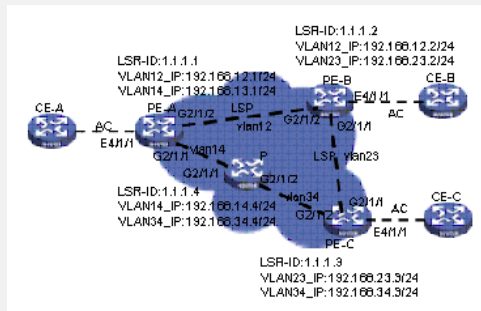 LSR-ID:1.1.1.2
VLAN12_IP:192.168.12.2/24
VLAN23_IP:192.168.23.2/24
LSR-ID:1.1.1.1
VLAN12_IP:192.168.12.1/24
VLAN14_IP:192.168.13.1/24
CE-A
PE-A
PE-B
CE-B
AC
E4/1/1
G2/1/2
LSP
vlan12
G2/1/2
E4/1/1
AC
G2/1/1
G2/1/1
vlan14
G2/1/1
P
G2/1/2
LSP
vlan23
LSR-ID:1.1.1.4
VLAN14_IP:192.168.14.4/24
VLAN34_IP:192.168.34.4/24
vlan34
G2/1/2
G2/1/1
PE-C
AC
E4/1/1
CE-C
LSR-ID:1.1.1.3
VLAN23_IP:192.168.23.3/24
VLAN34_IP:192.168.34.3/24